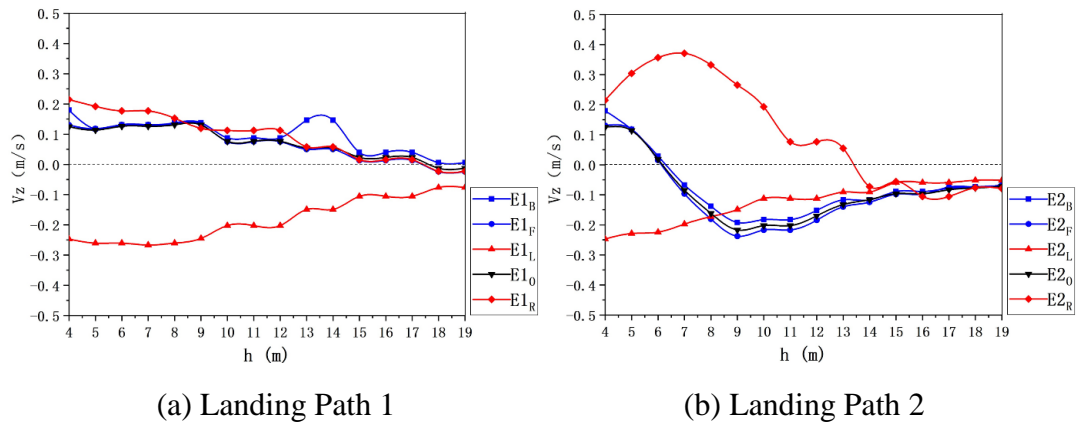 0.5
0.4
0.3
0.2
0.1
0.0
-0.1
-0.2
-0.3
-0.4
-0.5
Vz (m/s)
4 5 6 7 8 9 10 11 12 13 14 15 16 17 18 19
h (m)
E1B
E1F
E1L
E1O
E1R
(a) Landing Path 1
0.5
0.4
0.3
0.2
0.1
0.0
-0.1
-0.2
-0.3
-0.4
-0.5
Vz (m/s)
4 5 6 7 8 9 10 11 12 13 14 15 16 17 18 19
h (m)
E2B
E2F
E2L
E2O
E2R
(b) Landing Path 2